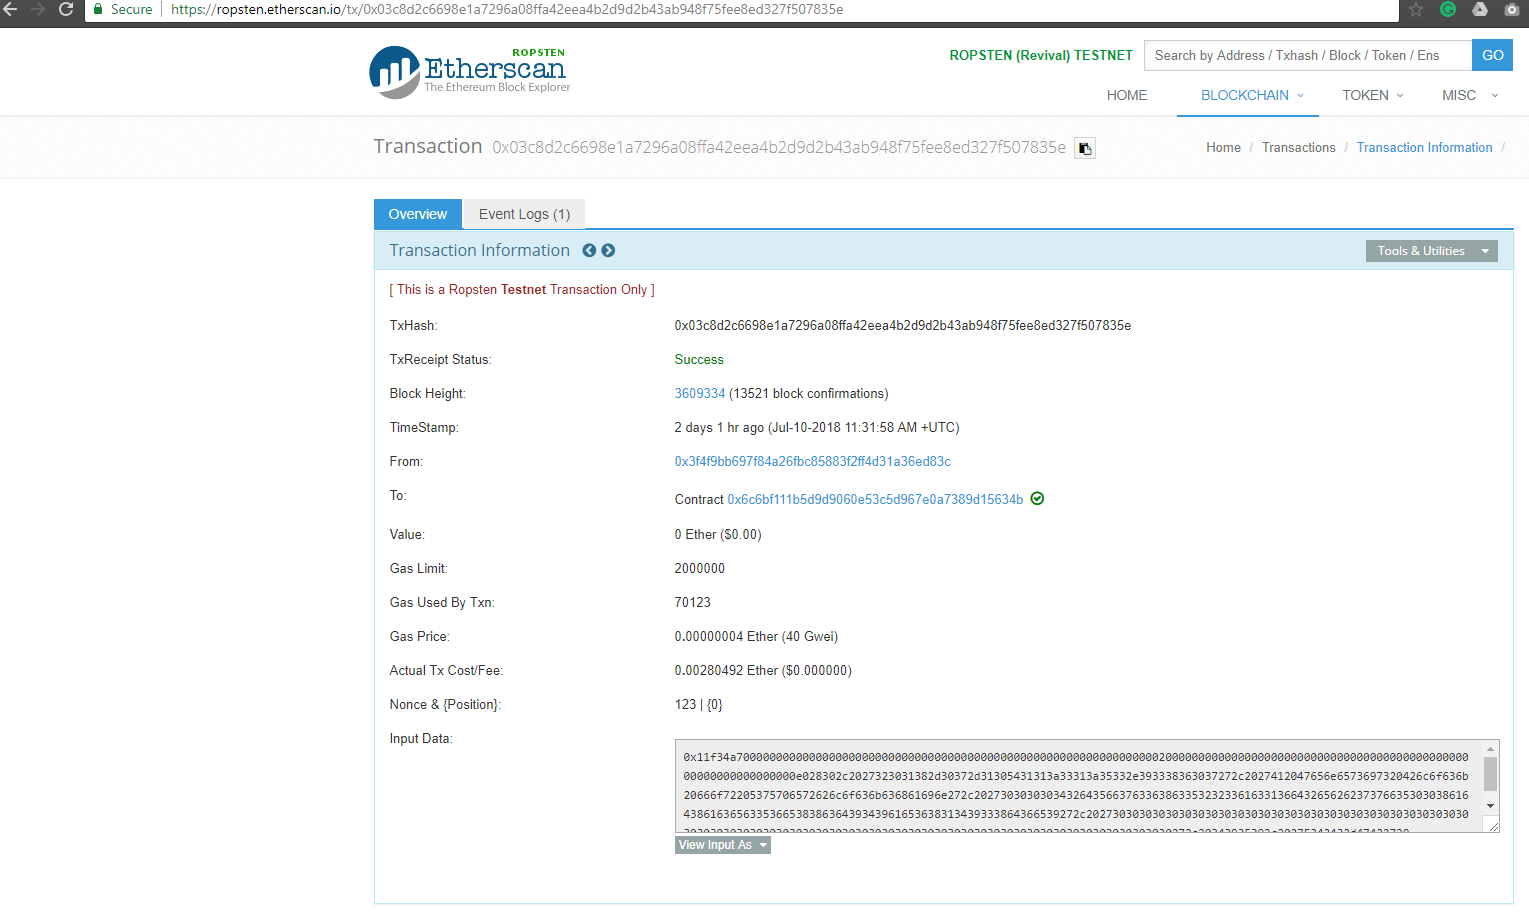 Secure https://ropsten.etherscan.io/tx/0x03c8d2c6698e1a7296a08ffa42eea4b2d9d2b43ab948f75fee8ed327f507835e
ROPSTEN
Etherscan
The Ethereum Block Explorer
ROPSTEN (Revival) TESTNET
Search by Address / Txhash / Block / Token / Ens
GO
HOME BLOCKCHAIN TOKEN MISC
Transaction 0x03c8d2c6698e1a7296a08ffa42eea4b2d9d2b43ab948f75fee8ed327f507835e
Home / Transactions / Transaction Information /
Overview Event Logs (1)
Transaction Information
Tools & Utilities
[ This is a Ropsten Testnet Transaction Only ]
TxHash: 0x03c8d2c6698e1a7296a08ffa42eea4b2d9d2b43ab948f75fee8ed327f507835e
TxReceipt Status: Success
Block Height: 3609334 (13521 block confirmations)
TimeStamp: 2 days 1 hr ago (Jul-10-2018 11:31:58 AM +UTC)
From: 0x3f4f9bb697f84a26fbc85883f2ff4d31a36ed83c
To: Contract 0x6c6bf111b5d9d9060e53c5d967e0a7389d15634b
Value: 0 Ether ($0.00)
Gas Limit: 2000000
Gas Used By Txn: 70123
Gas Price: 0.00000004 Ether (40 Gwei)
Actual Tx Cost/Fee: 0.00280492 Ether ($0.000000)
Nonce & {Position}: 123 | {0}
Input Data:
View Input As